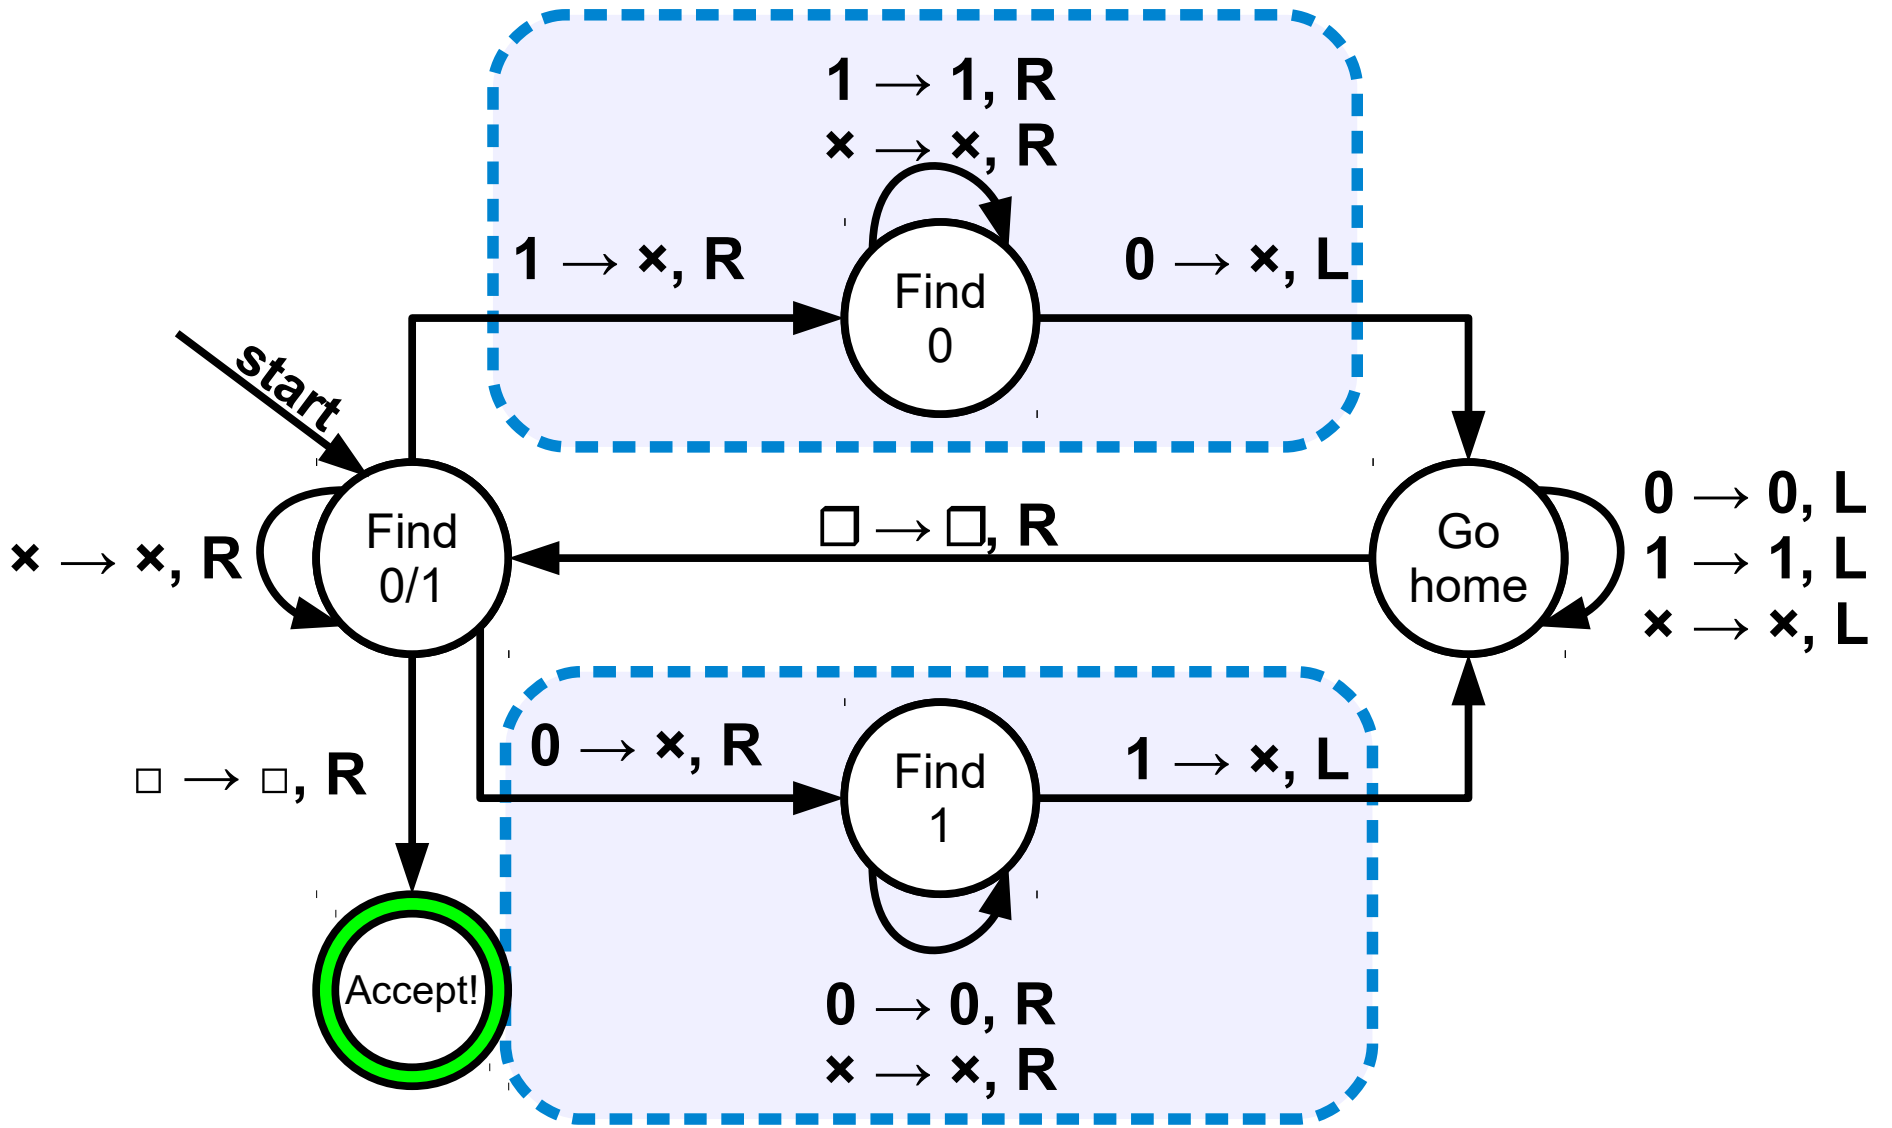 1 → 1, R
× → ×, R
1 → ×, R
0 → ×, L
Find
0
start
Find
0/1
× → ×, R
□ → □, R
Go
home
0 → 0, L
1 → 1, L
× → ×, L
0 → ×, R
1 → ×, L
Find
1
□ → □, R
Accept!
0 → 0, R
× → ×, R